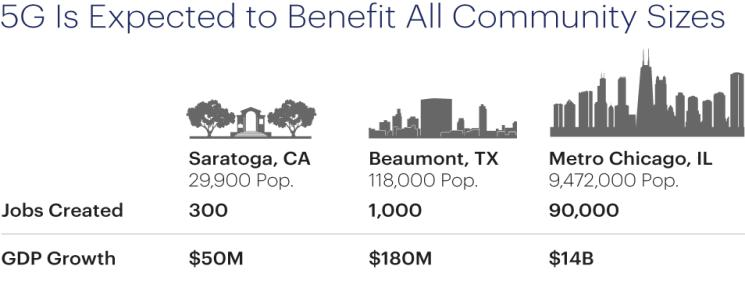 5G Is Expected to Benefit All Community Sizes
Saratoga, CA
29,900 Pop.
Beaumont, TX
118,000 Pop.
Metro Chicago, IL
9,472,000 Pop.
Jobs Created 300 1,000 90,000
GDP Growth $50M $180M $14B